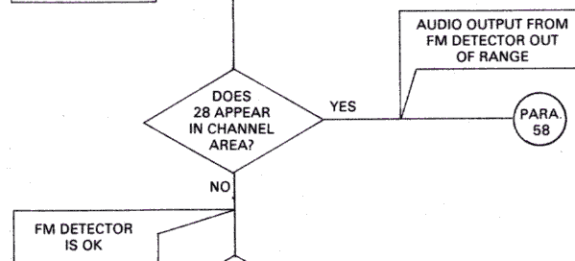 AUDIO OUTPUT FROM
FM DETECTOR OUT
OF RANGE
DOES
28 APPEAR
IN CHANNEL
AREA?
YES
PARA.
58
NO
FM DETECTOR
IS OK